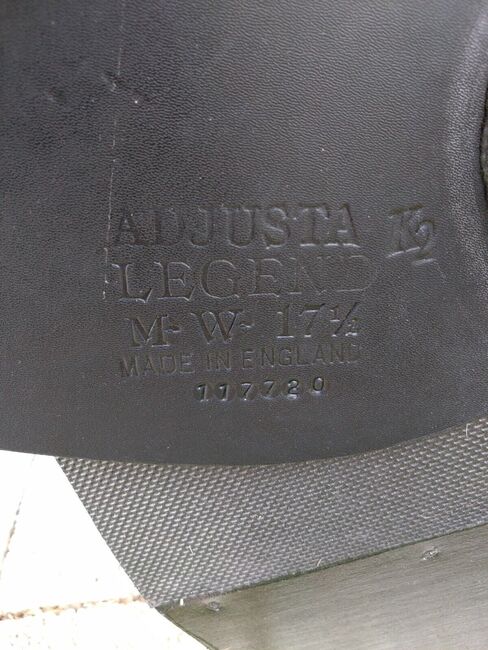 ADJUSTA K2
LEGEND
M-W- 17½
MADE IN ENGLAND
117720